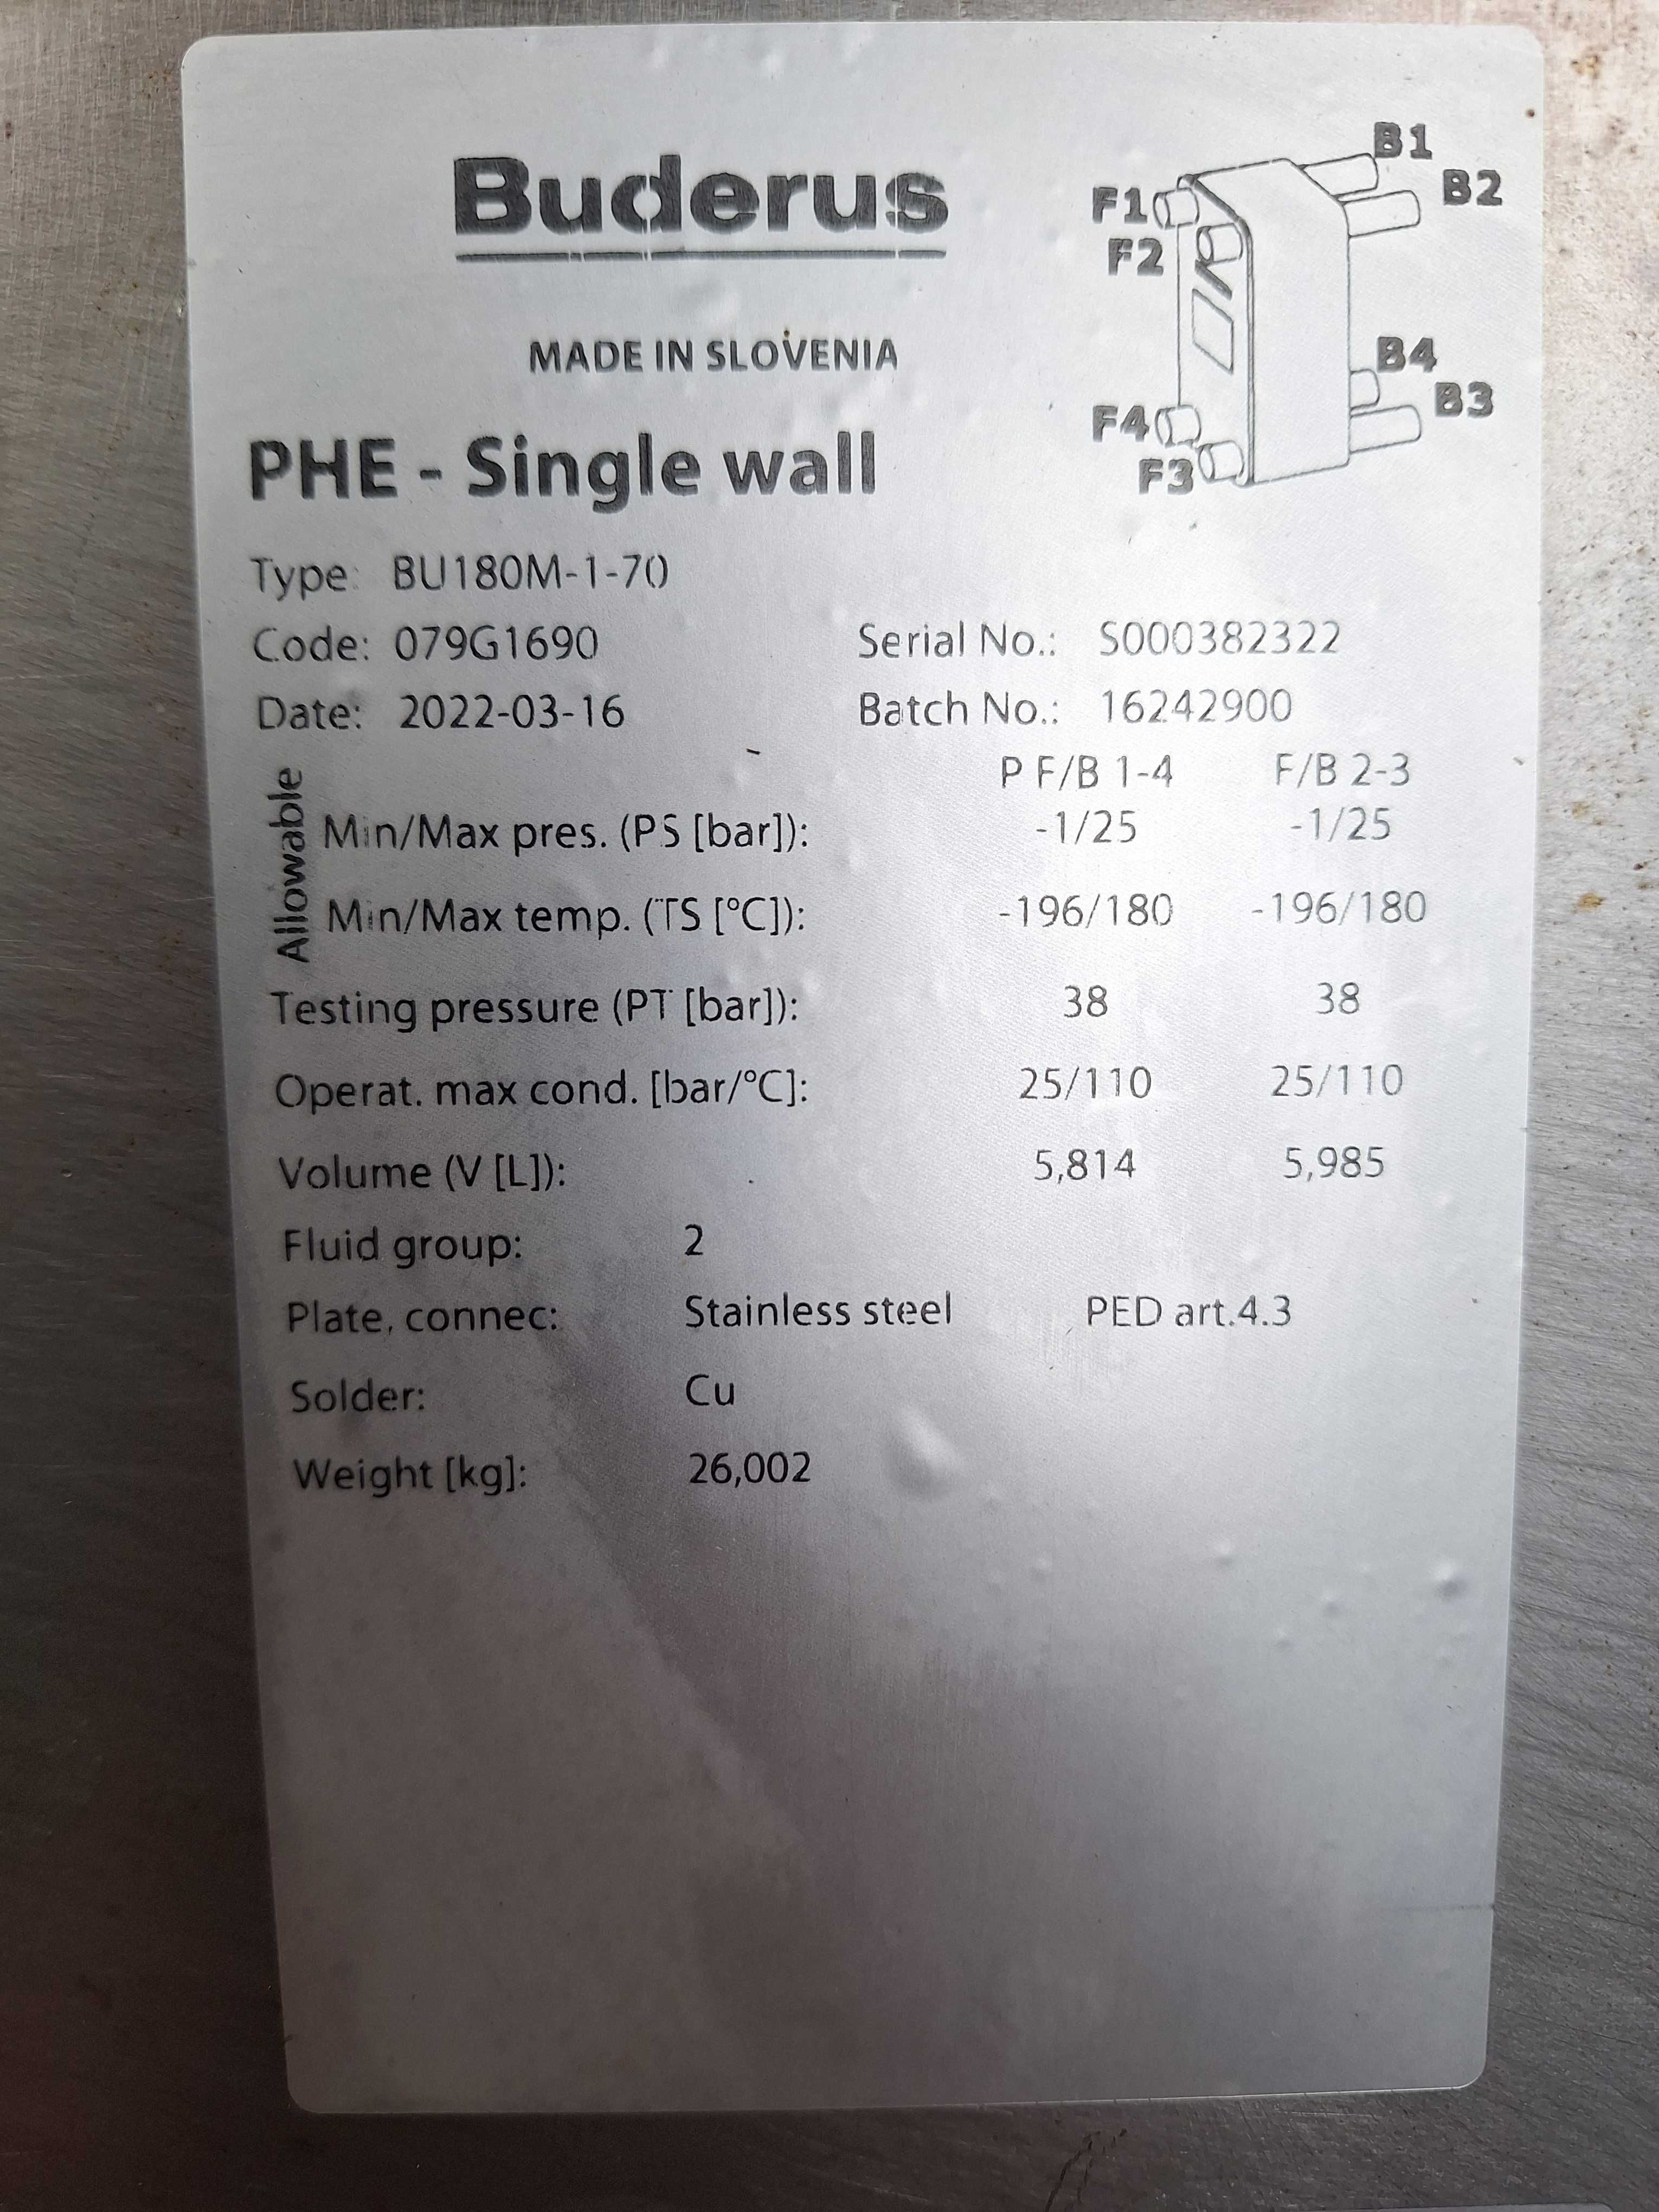 Buderus
B1
B2
F1
F2
MADE IN SLOVENIA
B4
B3
F4
F3
PHE - Single wall
Type: BU180M-1-70
Code: 079G1690 Serial No.: S000382322
Date: 2022-03-16 Batch No.: 16242900
P F/B 1-4 F/B 2-3
Allowable
Min/Max pres. (PS [bar]): -1/25 -1/25
Min/Max temp. (TS [°C]): -196/180 -196/180
Testing pressure (PT [bar]): 38 38
Operat. max cond. [bar/°C]: 25/110 25/110
Volume (V [L]): 5,814 5,985
Fluid group: 2
Plate, connec: Stainless steel PED art.4.3
Solder: Cu
Weight [kg]: 26,002